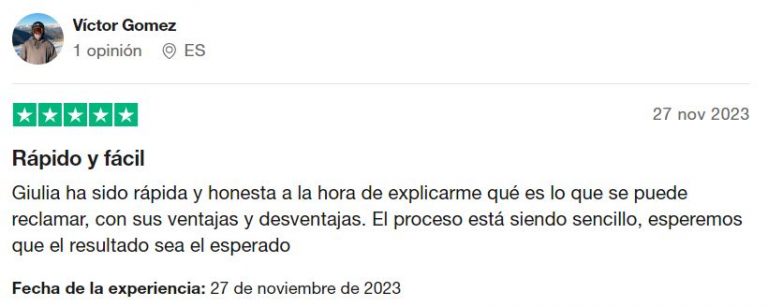 Víctor Gomez
1 opinión ES
27 nov 2023
Rápido y fácil
Giulia ha sido rápida y honesta a la hora de explicarme qué es lo que se puede
reclamar, con sus ventajas y desventajas. El proceso está siendo sencillo, esperemos
que el resultado sea el esperado
Fecha de la experiencia: 27 de noviembre de 2023